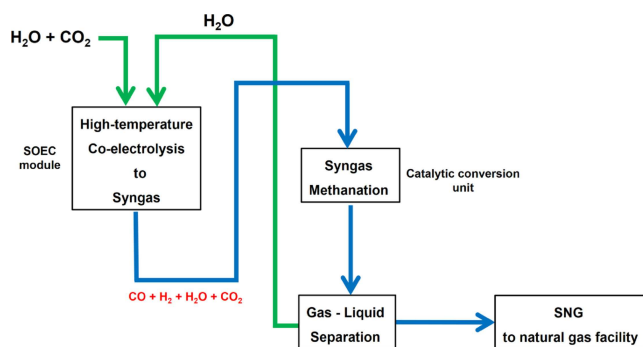 H₂O
H₂O + CO₂
High-temperature
Co-electrolysis
to
Syngas
SOEC
module
Syngas
Methanation
Catalytic conversion
unit
CO + H₂ + H₂O + CO₂
Gas - Liquid
Separation
SNG
to natural gas facility